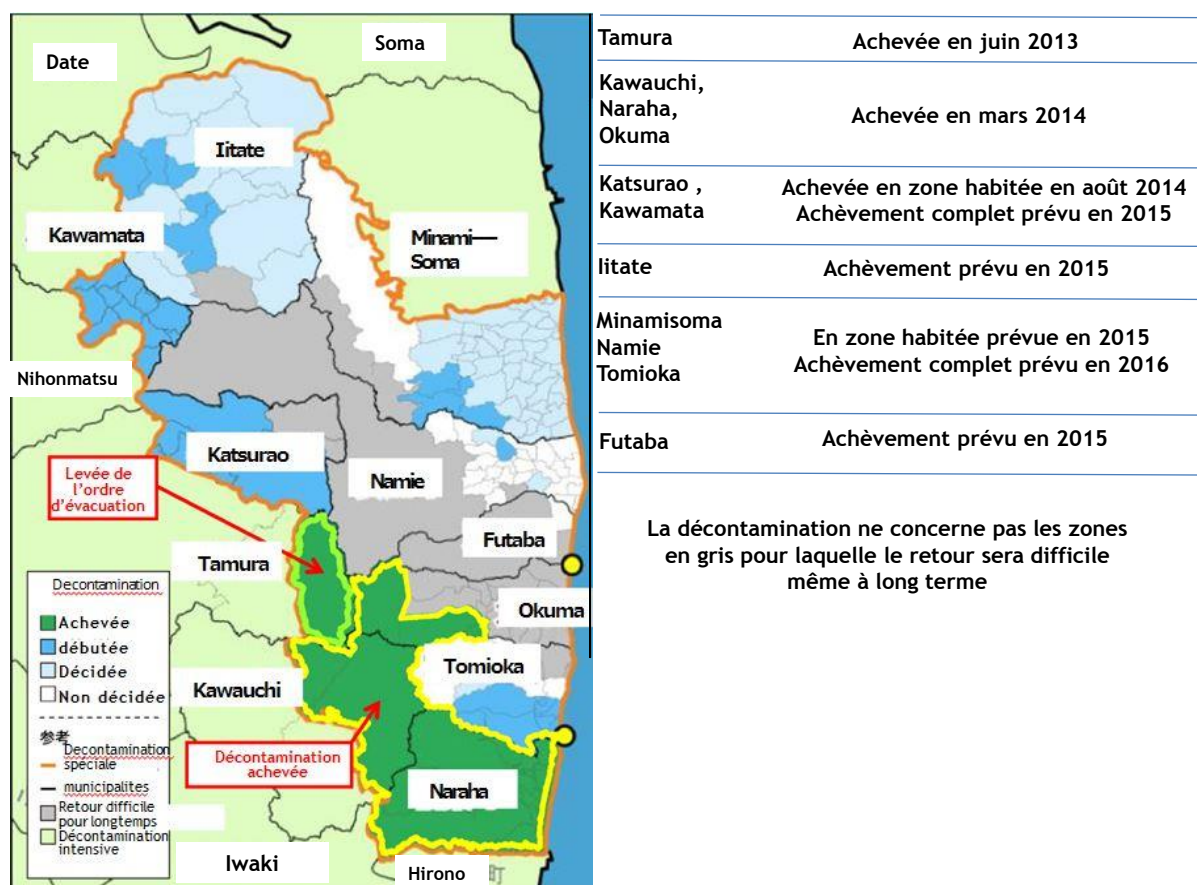 Soma
Date
Iitate
Kawamata
Minami—
Soma
Nihonmatsu
Katsurao
Levée de
l'ordre
d'évacuation
Namie
Futaba
Tamura
Okuma
Tomioka
Kawauchi
Décontamination
achevée
Naraha
Iwaki
Hirono
町
Decontamination
Achevée
débutée
Décidée
Non décidée
参考
Decontamination
spéciale
municipalites
Retour difficile
pour longtemps
Décontamination
intensive
Tamura
Achevée en juin 2013
Kawauchi,
Naraha,
Okuma
Achevée en mars 2014
Katsurao ,
Kawamata
Achevée en zone habitée en août 2014
Achèvement complet prévu en 2015
Iitate
Achèvement prévu en 2015
Minamisoma
Namie
Tomioka
En zone habitée prévue en 2015
Achèvement complet prévu en 2016
Futaba
Achèvement prévu en 2015
La décontamination ne concerne pas les zones
en gris pour laquelle le retour sera difficile
même à long terme